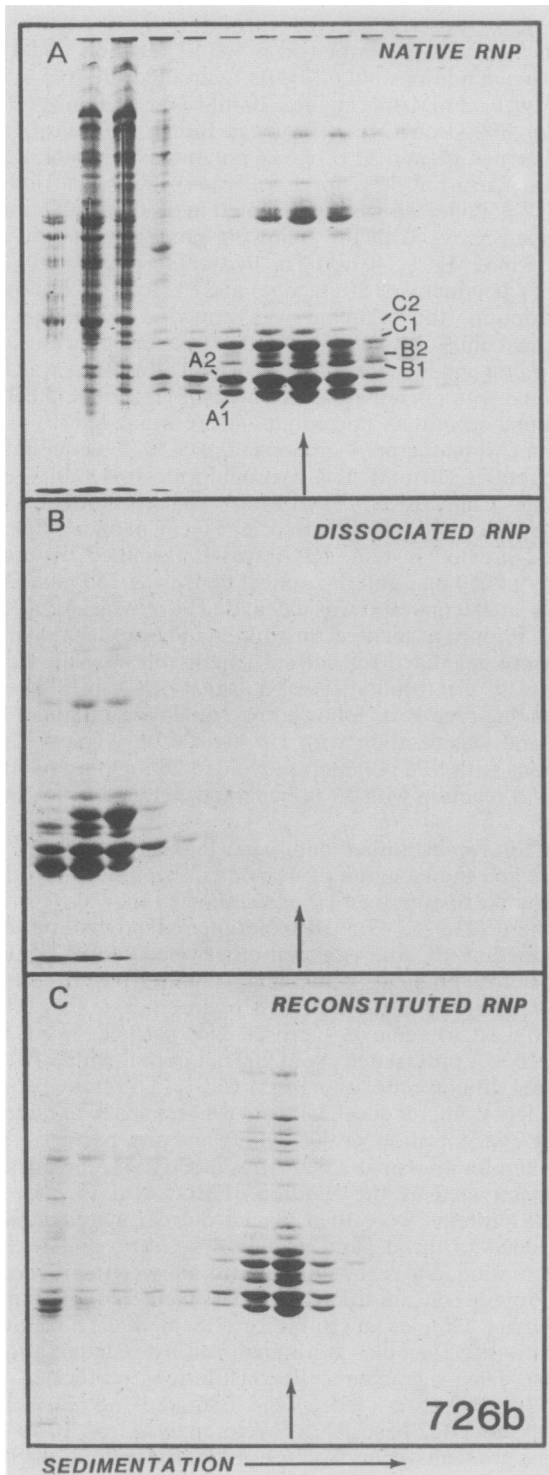 A
NATIVE RNP
C2
C1
B2
B1
A2
A1
B
DISSOCIATED RNP
C
RECONSTITUTED RNP
726b
SEDIMENTATION